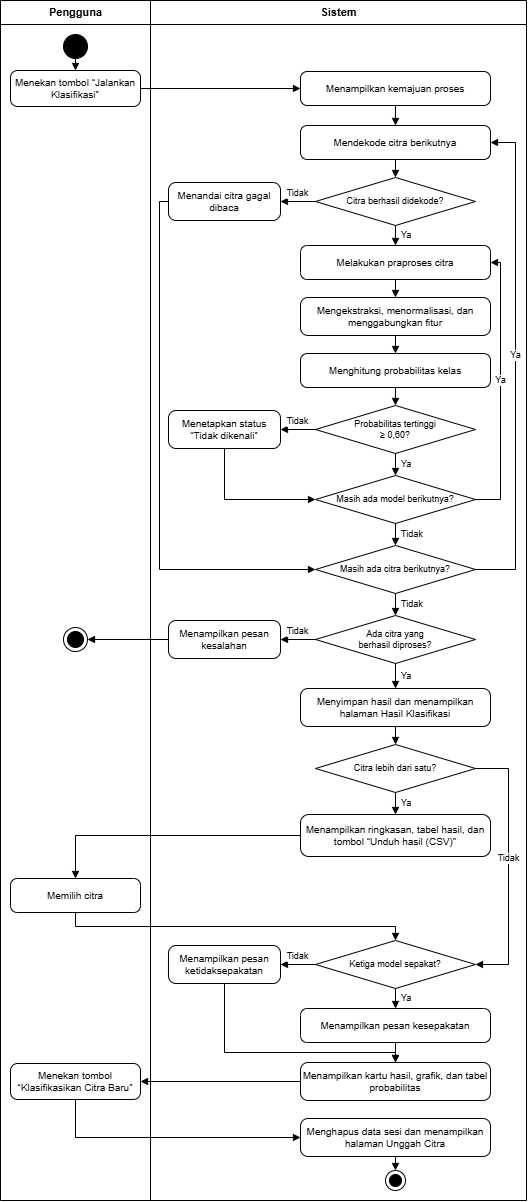 Pengguna
Sistem
Menekan tombol “Jalankan
Klasifikasi”
Menampilkan kemajuan proses
Mendekode citra berikutnya
Menandai citra gagal
dibaca
Tidak
Citra berhasil didekode?
Ya
Melakukan praproses citra
Mengekstraksi, menormalisasi, dan
menggabungkan fitur
Ya
Menghitung probabilitas kelas
Ya
Menetapkan status
“Tidak dikenali”
Tidak
Probabilitas tertinggi
≥ 0,60?
Ya
Masih ada model berikutnya?
Tidak
Masih ada citra berikutnya?
Tidak
Menampilkan pesan
kesalahan
Tidak
Ada citra yang
berhasil diproses?
Ya
Menyimpan hasil dan menampilkan
halaman Hasil Klasifikasi
Citra lebih dari satu?
Ya
Menampilkan ringkasan, tabel hasil, dan
tombol “Unduh hasil (CSV)”
Tidak
Memilih citra
Menampilkan pesan
ketidaksepakatan
Tidak
Ketiga model sepakat?
Ya
Menampilkan pesan kesepakatan
Menekan tombol
“Klasifikasikan Citra Baru”
Menampilkan kartu hasil, grafik, dan tabel
probabilitas
Menghapus data sesi dan menampilkan
halaman Unggah Citra